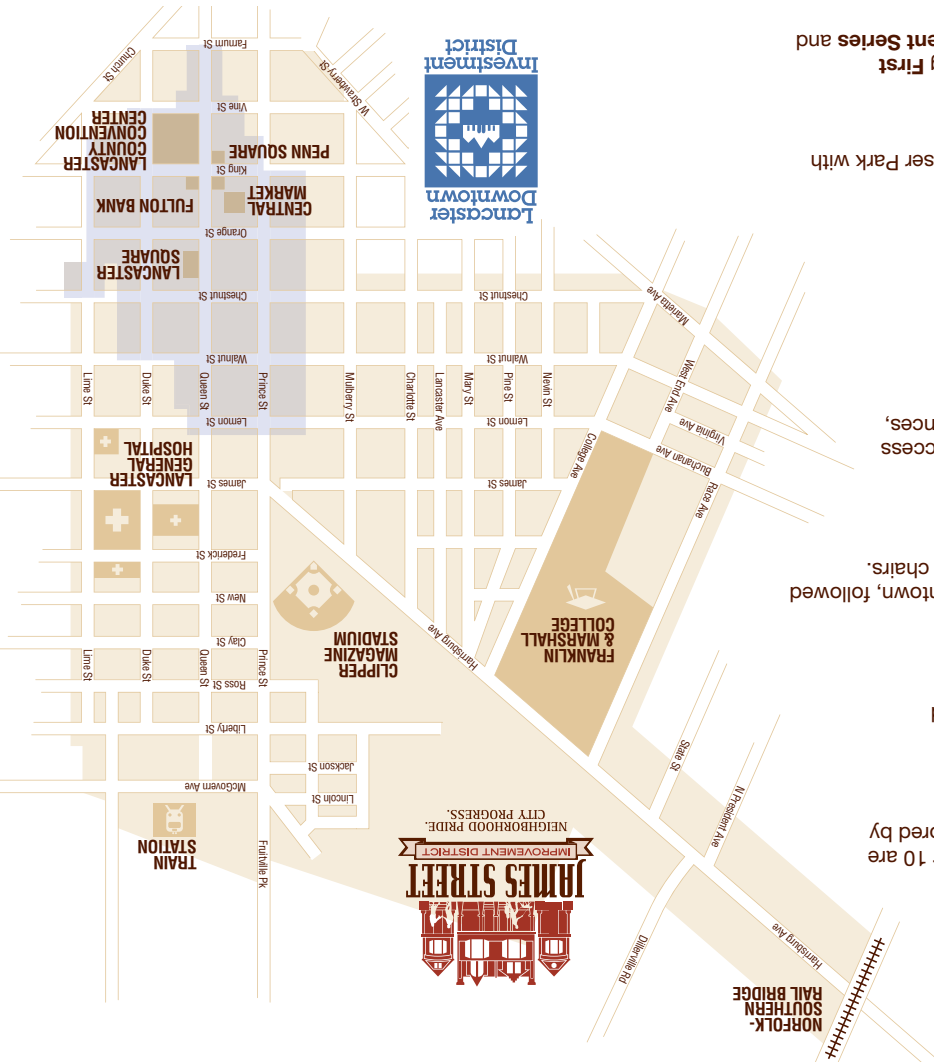 : 10 are
ored by
d
ntown, followed
chairs.
ccess
nces,
ser Park with
g First
ent Series and
NORFOLK-
SOUTHERN
RAIL BRIDGE
Harrisburg Ave
Dillerville Rd
N President Ave
State St
JAMES STREET
IMPROVEMENT DISTRICT
NEIGHBORHOOD PRIDE.
CITY PROGRESS.
Fruitville Pk
TRAIN
STATION
Lincoln St
McGovern Ave
Jackson St
Liberty St
Ross St
Prince St
Queen St
Duke St
Lime St
Clay St
FRANKLIN
& MARSHALL
COLLEGE
Harrisburg Ave
CLIPPER
MAGAZINE
STADIUM
New St
Frederick St
Race Ave
Buchanan Ave
Virginia Ave
West End Ave
College Ave
James St
James St
LANCASTER
GENERAL
HOSPITAL
Lemon St
Lemon St
Nevin St
Pine St
Mary St
Lancaster Ave
Charlotte St
Mulberry St
Prince St
Queen St
Duke St
Lime St
Walnut St
Walnut St
Marietta Ave
Chestnut St
Chestnut St
LANCASTER
SQUARE
Orange St
Lancaster
Downtown
Investment
District
CENTRAL
MARKET
FULTON BANK
King St
PENN SQUARE
LANCASTER
COUNTY
CONVENTION
CENTER
Vine St
W Strawberry St
Farnum St
Church St